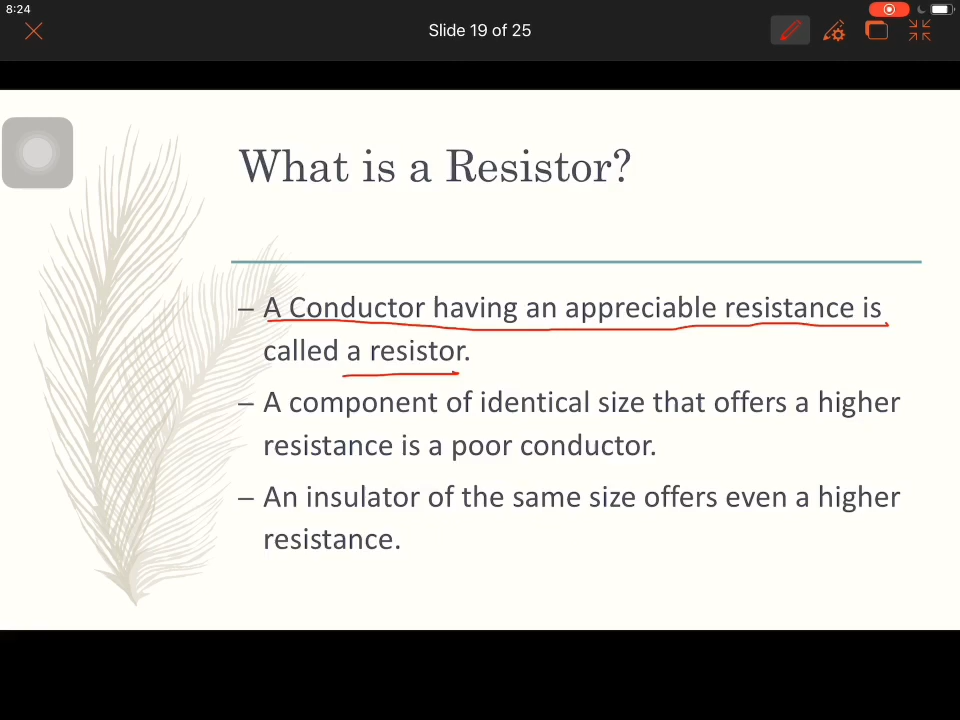 8:24
Slide 19 of 25
What is a Resistor?
– A Conductor having an appreciable resistance is
called a resistor.
– A component of identical size that offers a higher
resistance is a poor conductor.
– An insulator of the same size offers even a higher
resistance.